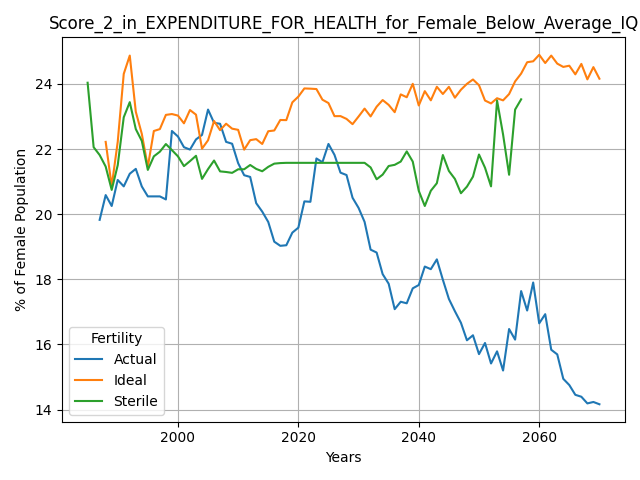 Score_2_in_EXPENDITURE_FOR_HEALTH_for_Female_Below_Average_IQ
% of Female Population
24
22
20
18
16
14
Fertility
Actual
Ideal
Sterile
2000 2020 2040 2060
Years